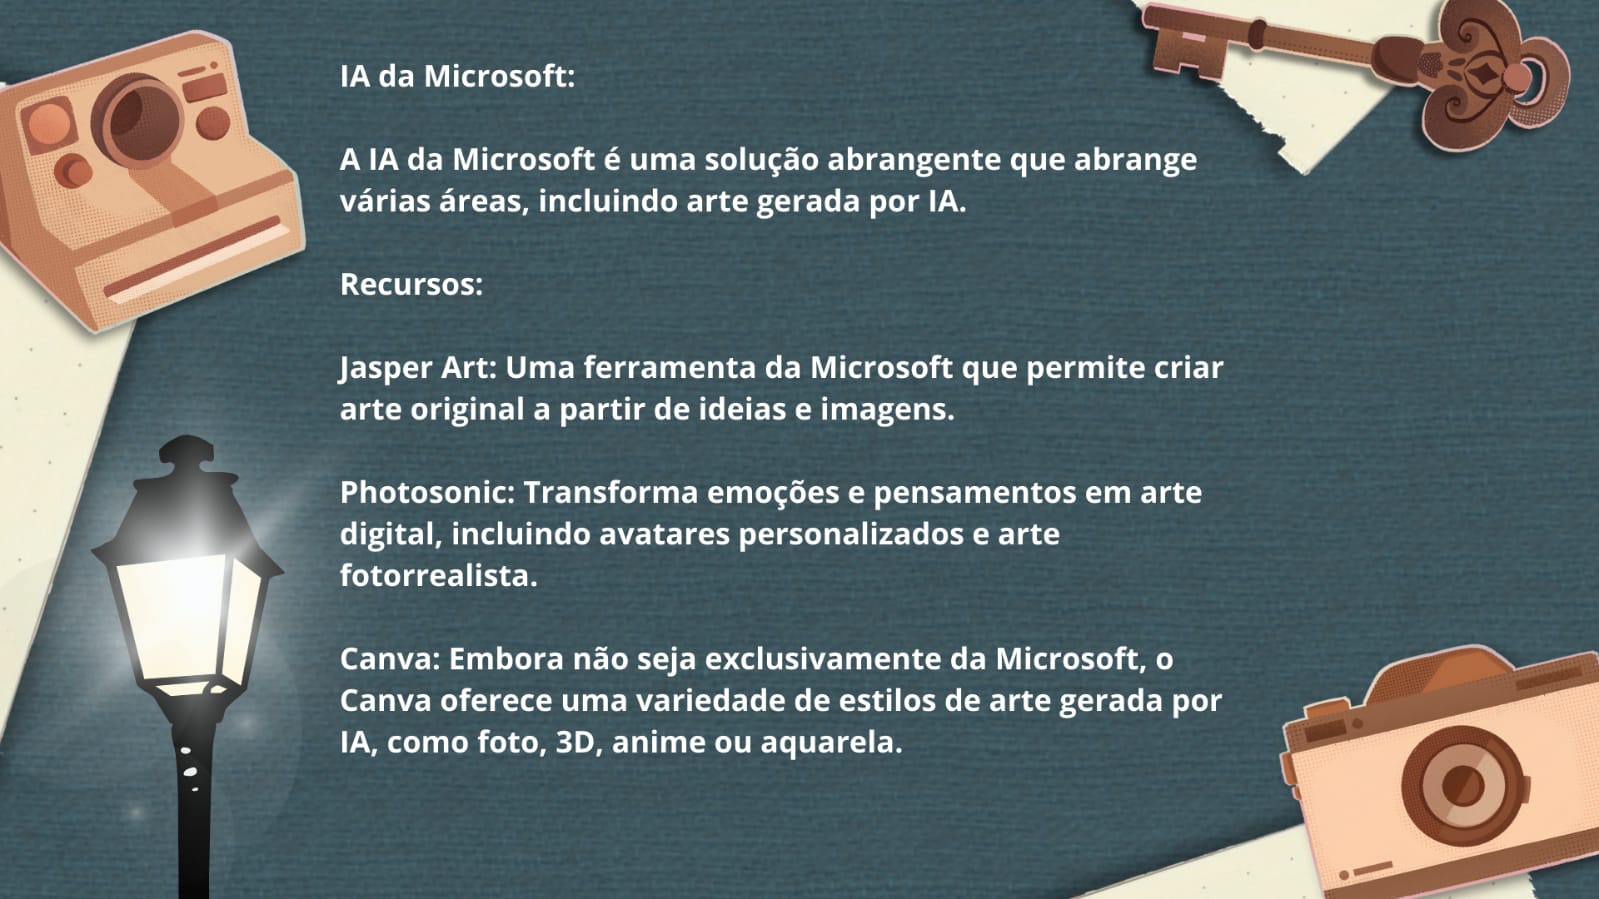 IA da Microsoft:
A IA da Microsoft é uma solução abrangente que abrange
várias áreas, incluindo arte gerada por IA.
Recursos:
Jasper Art: Uma ferramenta da Microsoft que permite criar
arte original a partir de ideias e imagens.
Photosonic: Transforma emoções e pensamentos em arte
digital, incluindo avatares personalizados e arte
fotorrealista.
Canva: Embora não seja exclusivamente da Microsoft, o
Canva oferece uma variedade de estilos de arte gerada por
IA, como foto, 3D, anime ou aquarela.